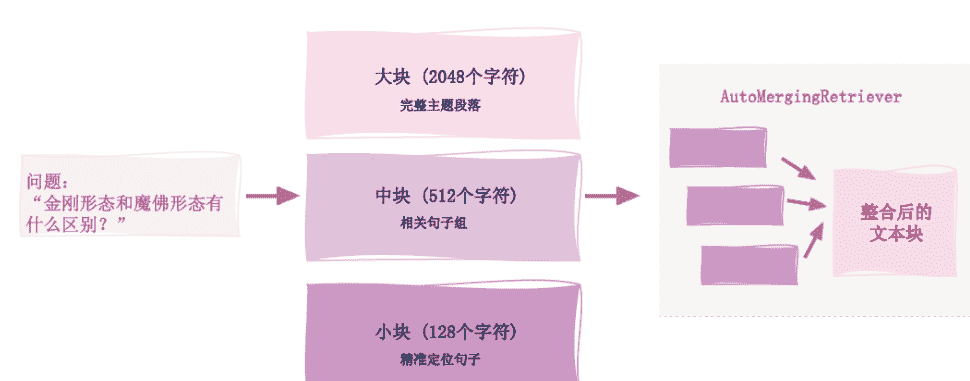 问题：
“金刚形态和魔佛形态有
什么区别？”
大块 (2048个字符)
完整主题段落
中块 (512个字符)
相关句子组
小块 (128个字符)
精准定位句子
AutoMergingRetriever
整合后的
文本块